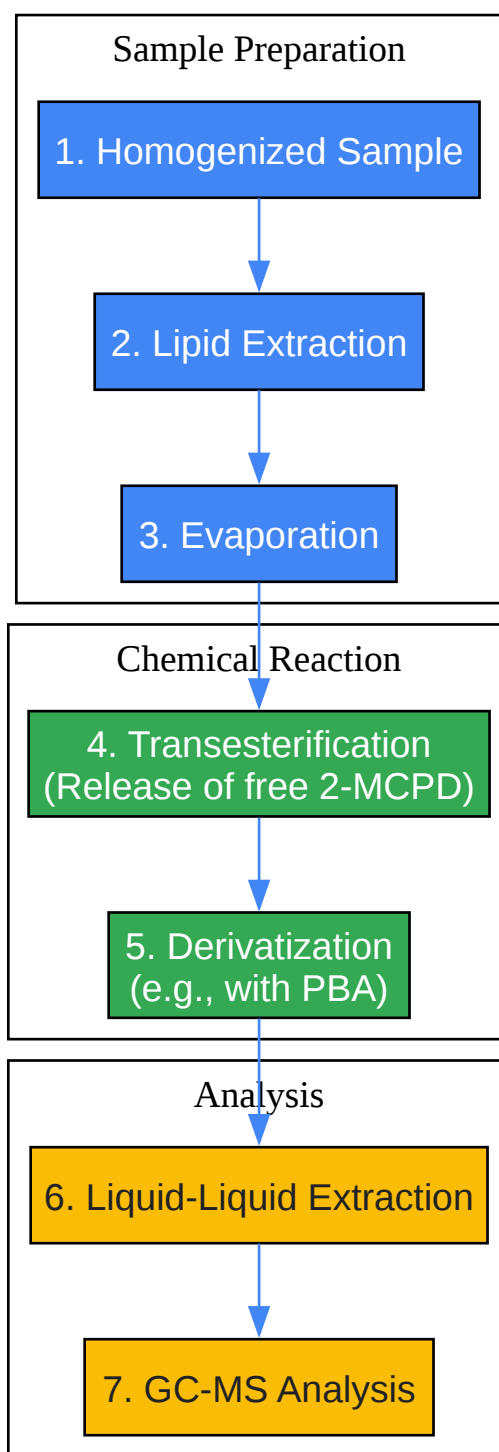 Sample Preparation
1. Homogenized Sample
2. Lipid Extraction
3. Evaporation
Chemical Reaction
4. Transesterification
(Release of free 2-MCPD)
5. Derivatization
(e.g., with PBA)
Analysis
6. Liquid-Liquid Extraction
7. GC-MS Analysis